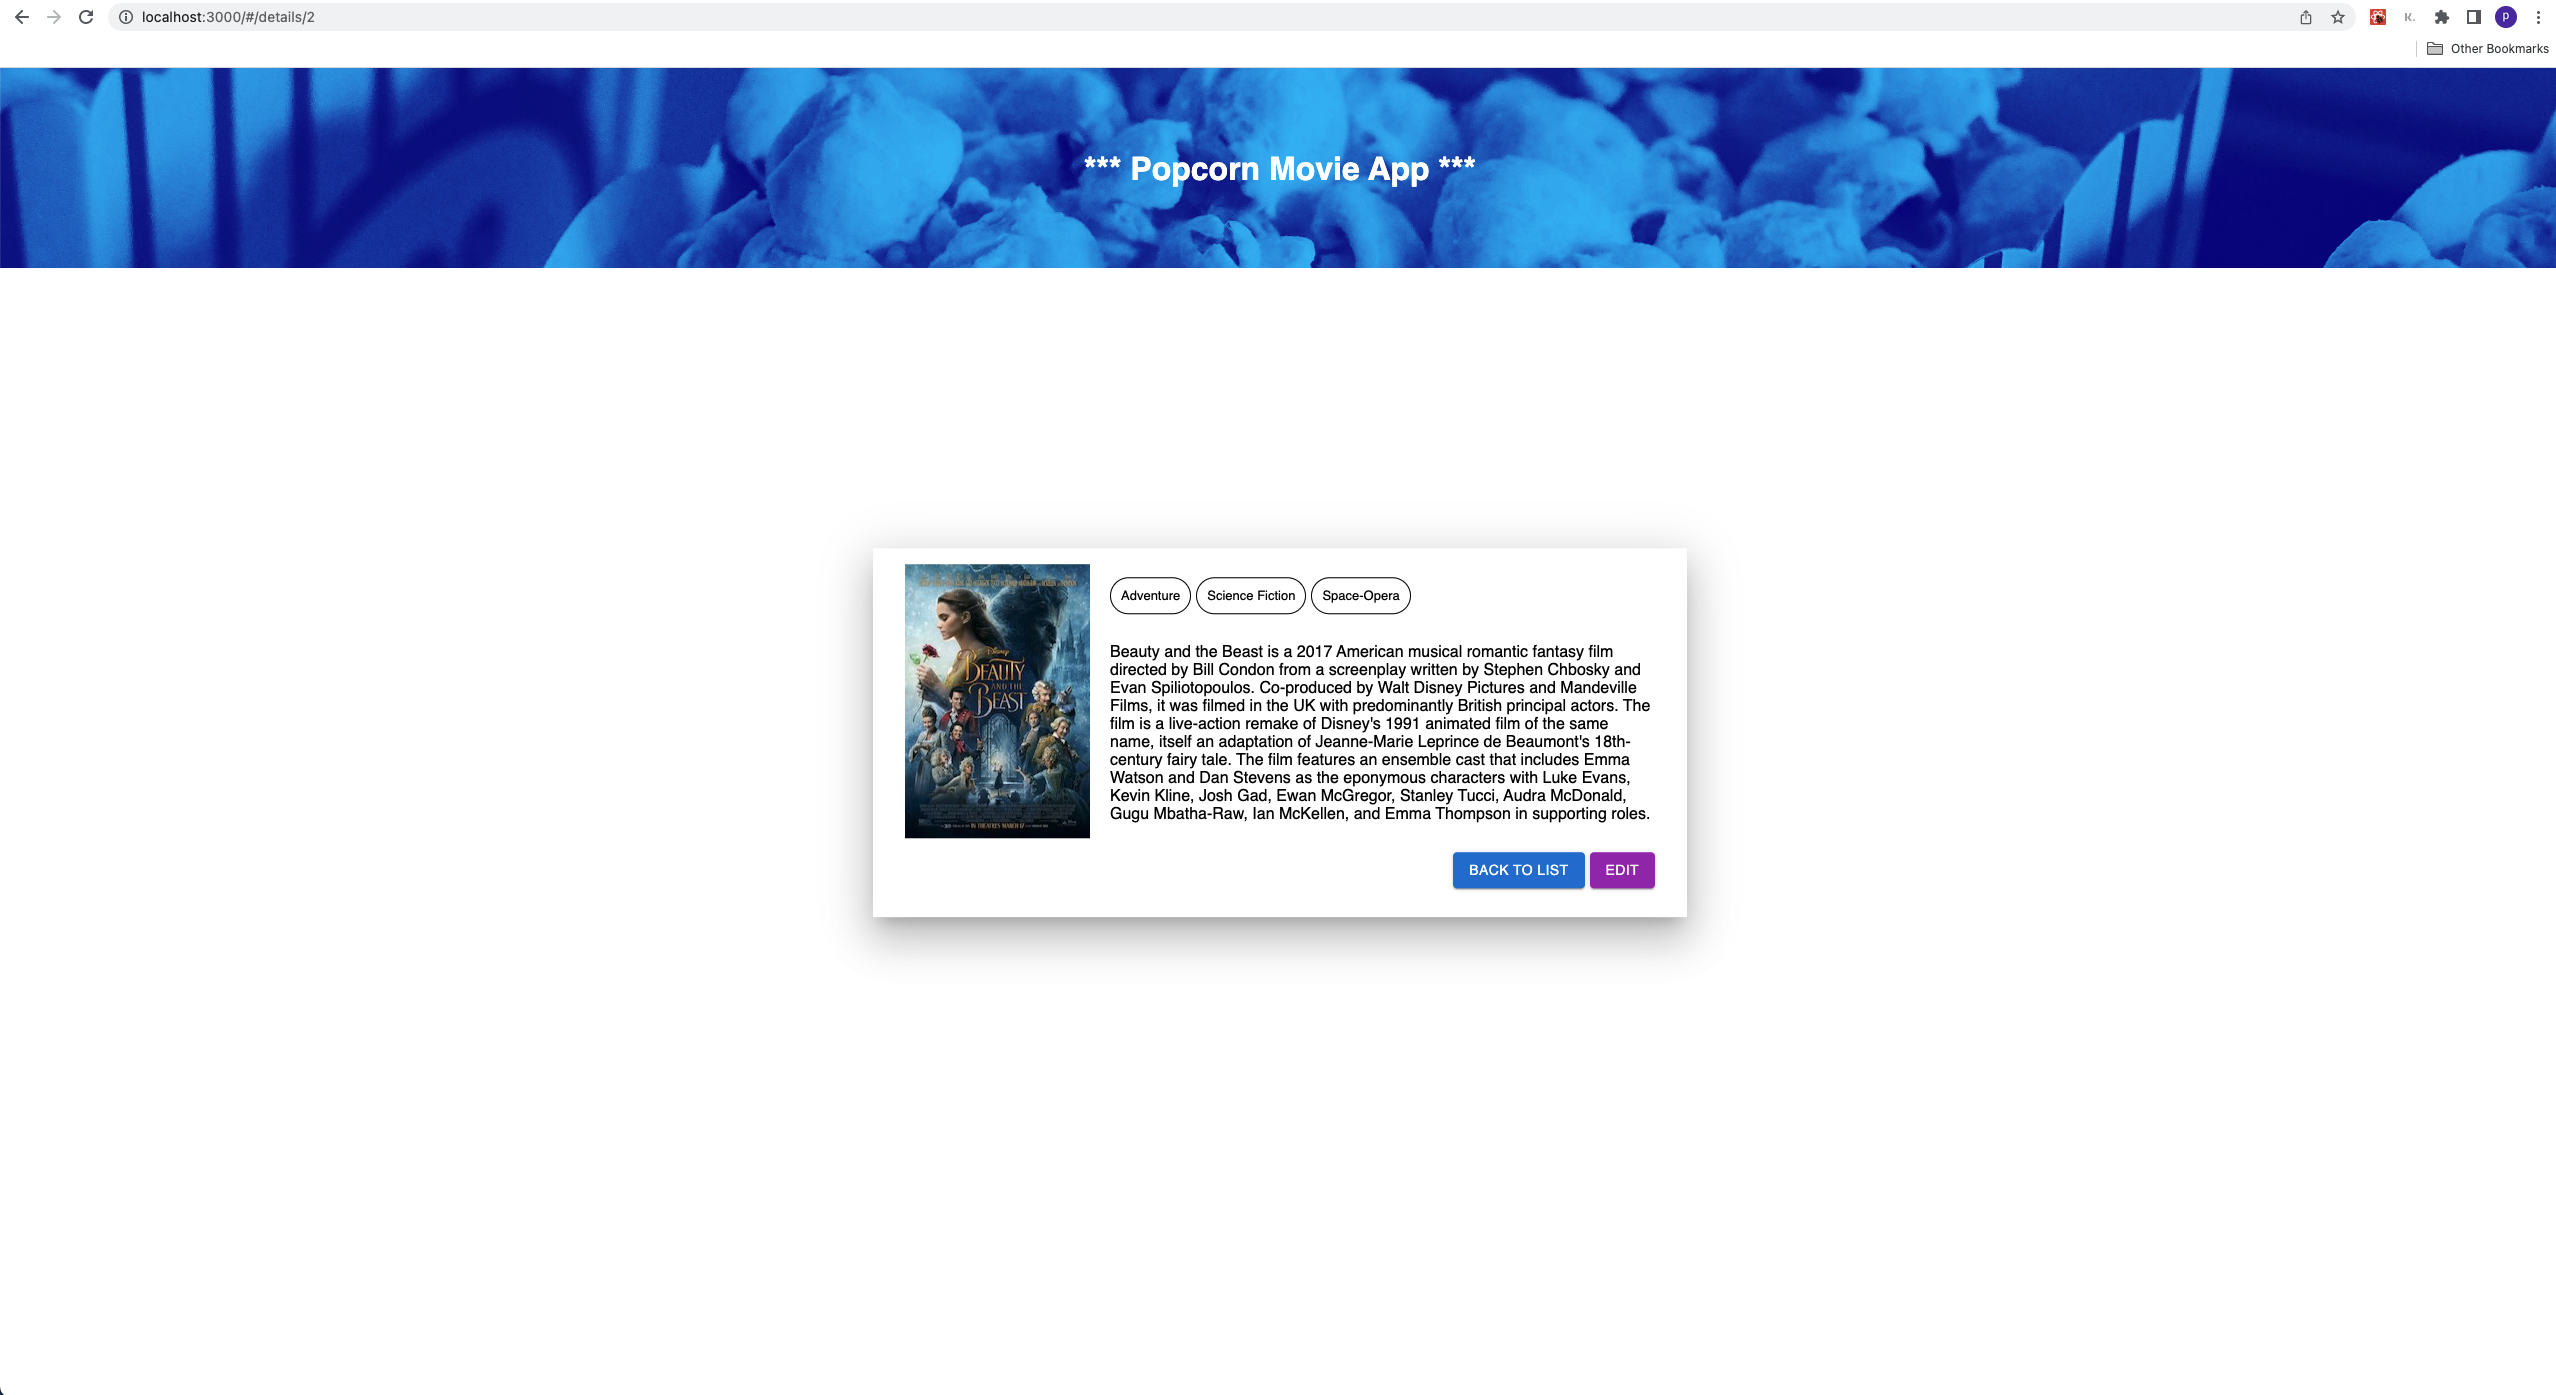 localhost:3000/#/details/2
K.
P
Other Bookmarks
*** Popcorn Movie App ***
Disney
BEAUTY
AND THE
BEAST
IN THEATRES MARCH 17
Adventure
Science Fiction
Space-Opera
Beauty and the Beast is a 2017 American musical romantic fantasy film
directed by Bill Condon from a screenplay written by Stephen Chbosky and
Evan Spiliotopoulos. Co-produced by Walt Disney Pictures and Mandeville
Films, it was filmed in the UK with predominantly British principal actors. The
film is a live-action remake of Disney's 1991 animated film of the same
name, itself an adaptation of Jeanne-Marie Leprince de Beaumont's 18th-
century fairy tale. The film features an ensemble cast that includes Emma
Watson and Dan Stevens as the eponymous characters with Luke Evans,
Kevin Kline, Josh Gad, Ewan McGregor, Stanley Tucci, Audra McDonald,
Gugu Mbatha-Raw, Ian McKellen, and Emma Thompson in supporting roles.
BACK TO LIST
EDIT